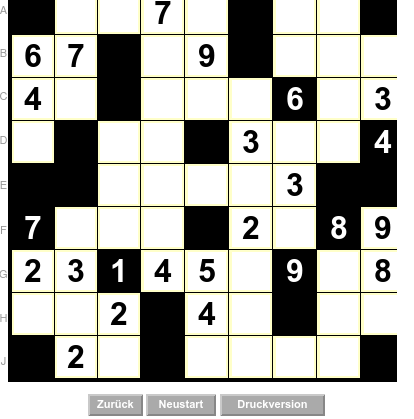 A 7
B 6 7 9
C 4 6 3
D 3 4
E 3
F 7 2 8 9
G 2 3 1 4 5 9 8
H 2 4
J 2
Zurück Neustart Druckversion